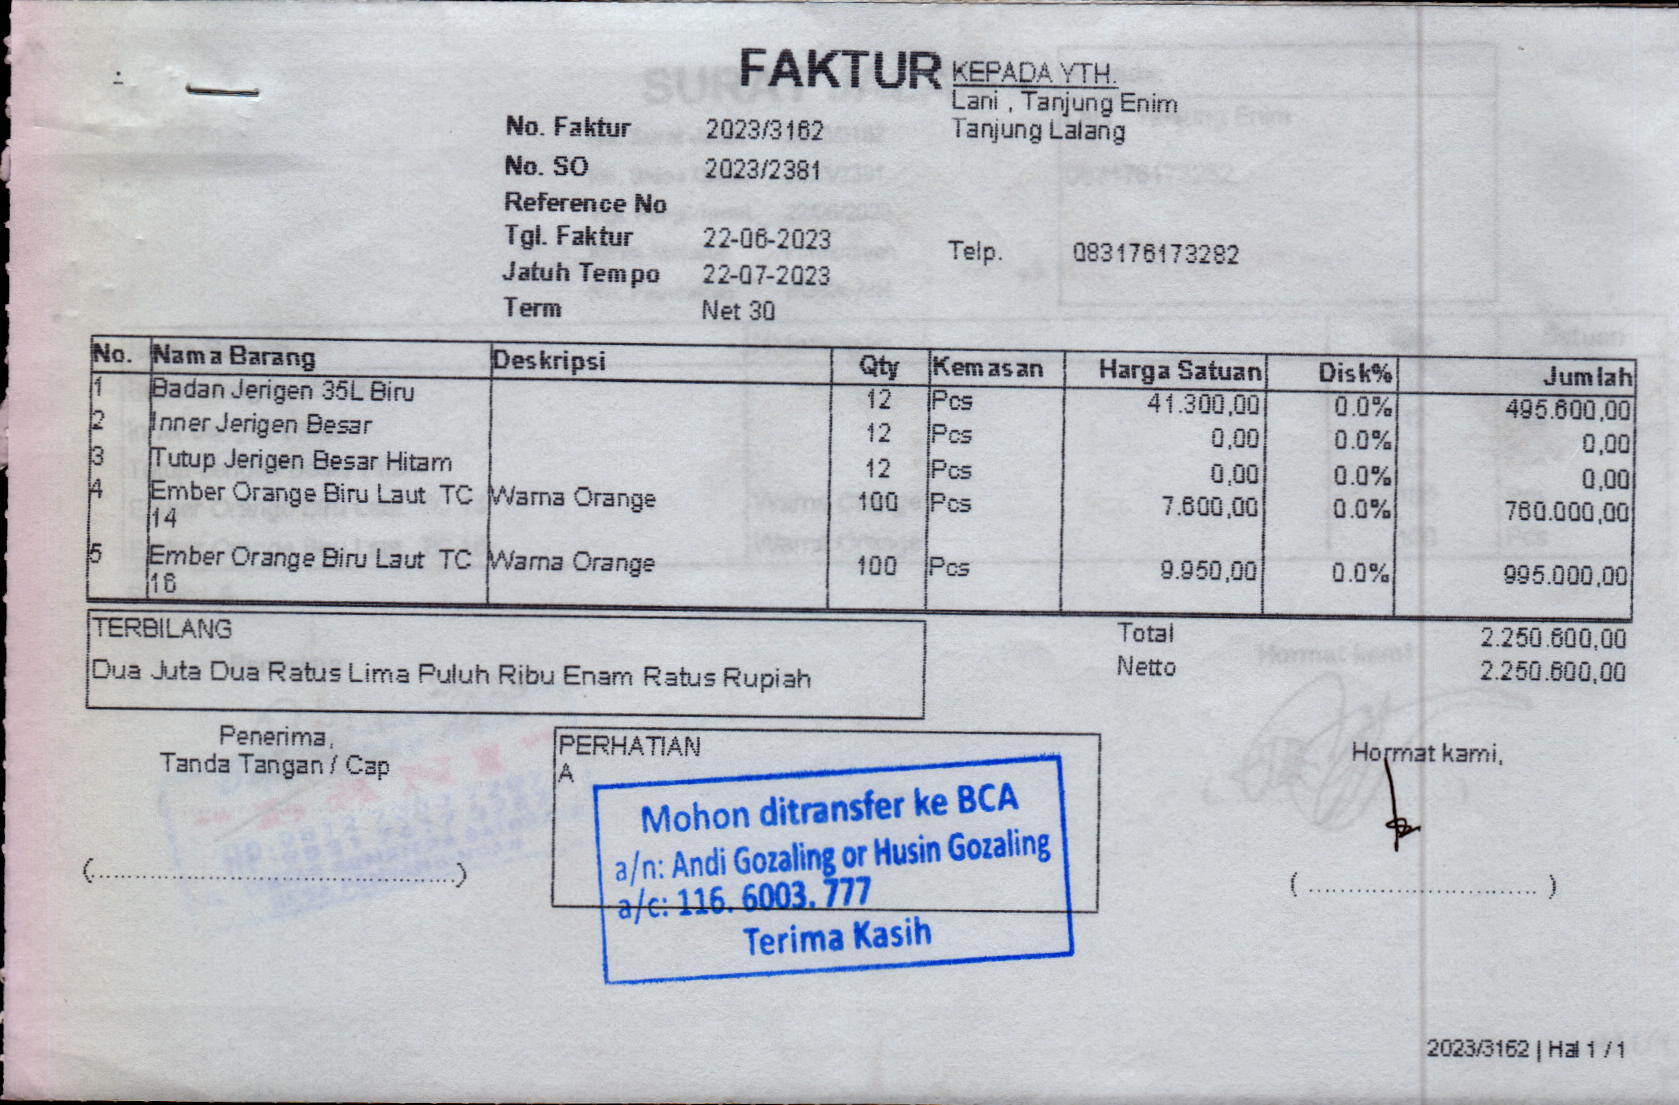 FAKTUR
KEPADA YTH.
Lani , Tanjung Enim
Tanjung Lalang
No. Faktur 2023/3162
No. SO 2023/2381
Reference No
Tgl. Faktur 22-06-2023
Jatuh Tempo 22-07-2023
Term Net 30
Telp. 083176173282
No. Nama Barang Deskripsi Qty Kemasan Harga Satuan Disk% Jumlah
1 Badan Jerigen 35L Biru 12 Pcs 41.300,00 0.0% 495.600,00
2 Inner Jerigen Besar 12 Pcs 0,00 0.0% 0,00
3 Tutup Jerigen Besar Hitam 12 Pcs 0,00 0.0% 0,00
4 Ember Orange Biru Laut TC Warna Orange 100 Pcs 7.600,00 0.0% 760.000,00
14
5 Ember Orange Biru Laut TC Warna Orange 100 Pcs 9.950,00 0.0% 995.000,00
16
TERBILANG
Dua Juta Dua Ratus Lima Puluh Ribu Enam Ratus Rupiah
Total 2.250.600,00
Netto 2.250.600,00
Penerima,
Tanda Tangan / Cap
(................................................)
PERHATIAN
A
Mohon ditransfer ke BCA
a/n: Andi Gozaling or Husin Gozaling
a/c: 116. 6003. 777
Terima Kasih
Hormat kami,
( .............................. )
2023/3162 | Hal 1 / 1